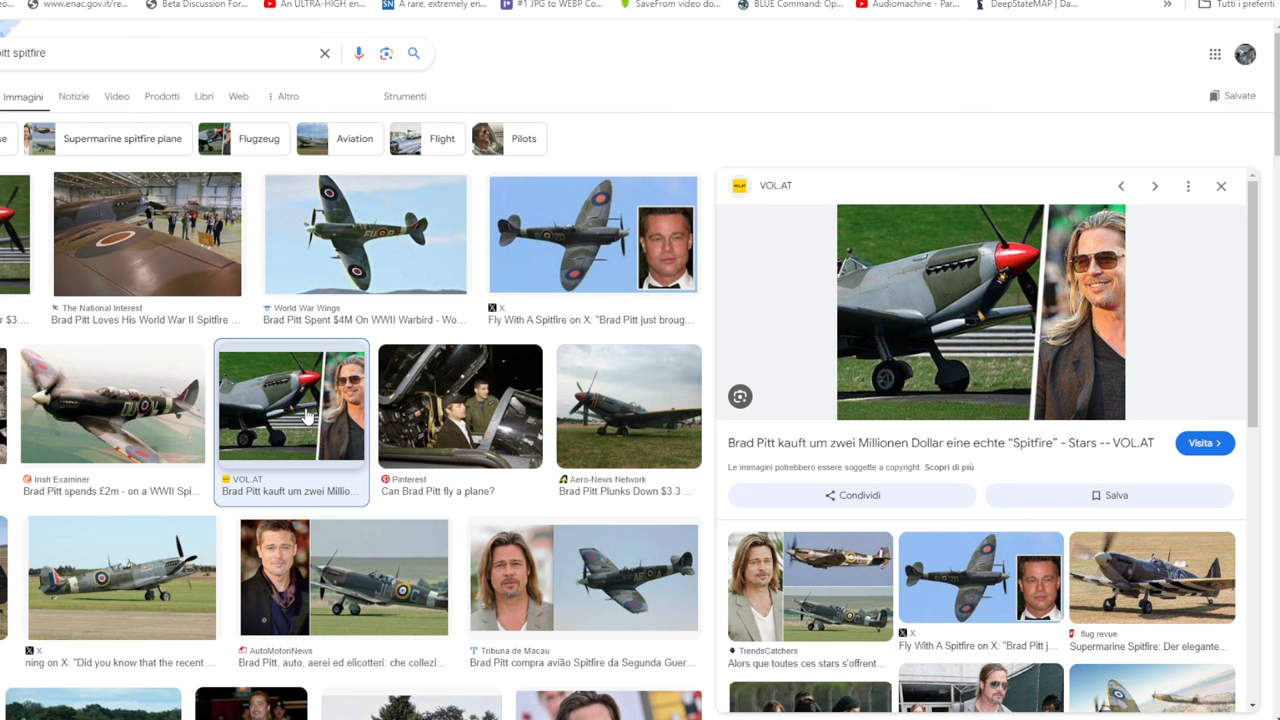 www.enac.gov.it/re...
Beta Discussion For...
An ULTRA-HIGH en...
A rare, extremely en...
#1 JPG to WEBP Co...
SaveFrom video do...
BLUE Command: Op...
Audiomachine - Par...
DeepStateMAP | Da...
»
Tutti i preferiti
itt spitfire
Immagini
Notizie
Video
Prodotti
Libri
Web
Altro
Strumenti
Salvate
se
Supermarine spitfire plane
Flugzeug
Aviation
Flight
Pilots
The National Interest
World War Wings
X
r $3....
Brad Pitt Loves His World War II Spitfire ...
Brad Pitt Spent $4M On WWII Warbird - Wo...
Fly With A Spitfire on X: "Brad Pitt just broug...
Irish Examiner
VOL.AT
Pinterest
Aero-News Network
Brad Pitt spends £2m - on a WWII Spi...
Brad Pitt kauft um zwei Millio...
Can Brad Pitt fly a plane?
Brad Pitt Plunks Down $3.3 ...
X
AutoMotoriNews
Tribuna de Macau
ning on X: "Did you know that the recent ...
Brad Pitt, auto, aerei ed elicotteri: che collezi...
Brad Pitt compra avião Spitfire da Segunda Guer...
VOL.AT
Brad Pitt kauft um zwei Millionen Dollar eine echte “Spitfire” - Stars -- VOL.AT
Visita
Le immagini potrebbero essere soggette a copyright. Scopri di più
Condividi
Salva
TrendsCatchers
Alors que toutes ces stars s'offrent...
X
Fly With A Spitfire on X: "Brad Pitt j...
flug revue
Supermarine Spitfire: Der elegante...